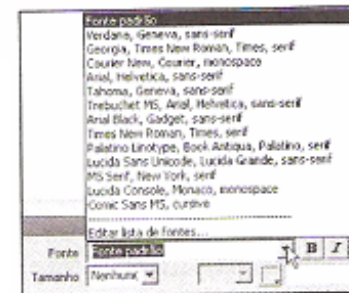 Fonte padrão
Verdana, Geneva, sans-serif
Georgia, Times New Roman, Times, serif
Courier New, Courier, monospace
Arial, Helvetica, sans-serif
Tahoma, Geneva, sans-serif
Trebuchet MS, Arial, Helvetica, sans-serif
Arial Black, Gadget, sans-serif
Times New Roman, Times, serif
Palatino Linotype, Book Antiqua, Palatino, serif
Lucida Sans Unicode, Lucida Grande, sans-serif
MS Serif, New York, serif
Lucida Console, Monaco, monospace
Comic Sans MS, cursive
Editar lista de fontes...
Fonte Fonte padrão B I
Tamanho Nenhum